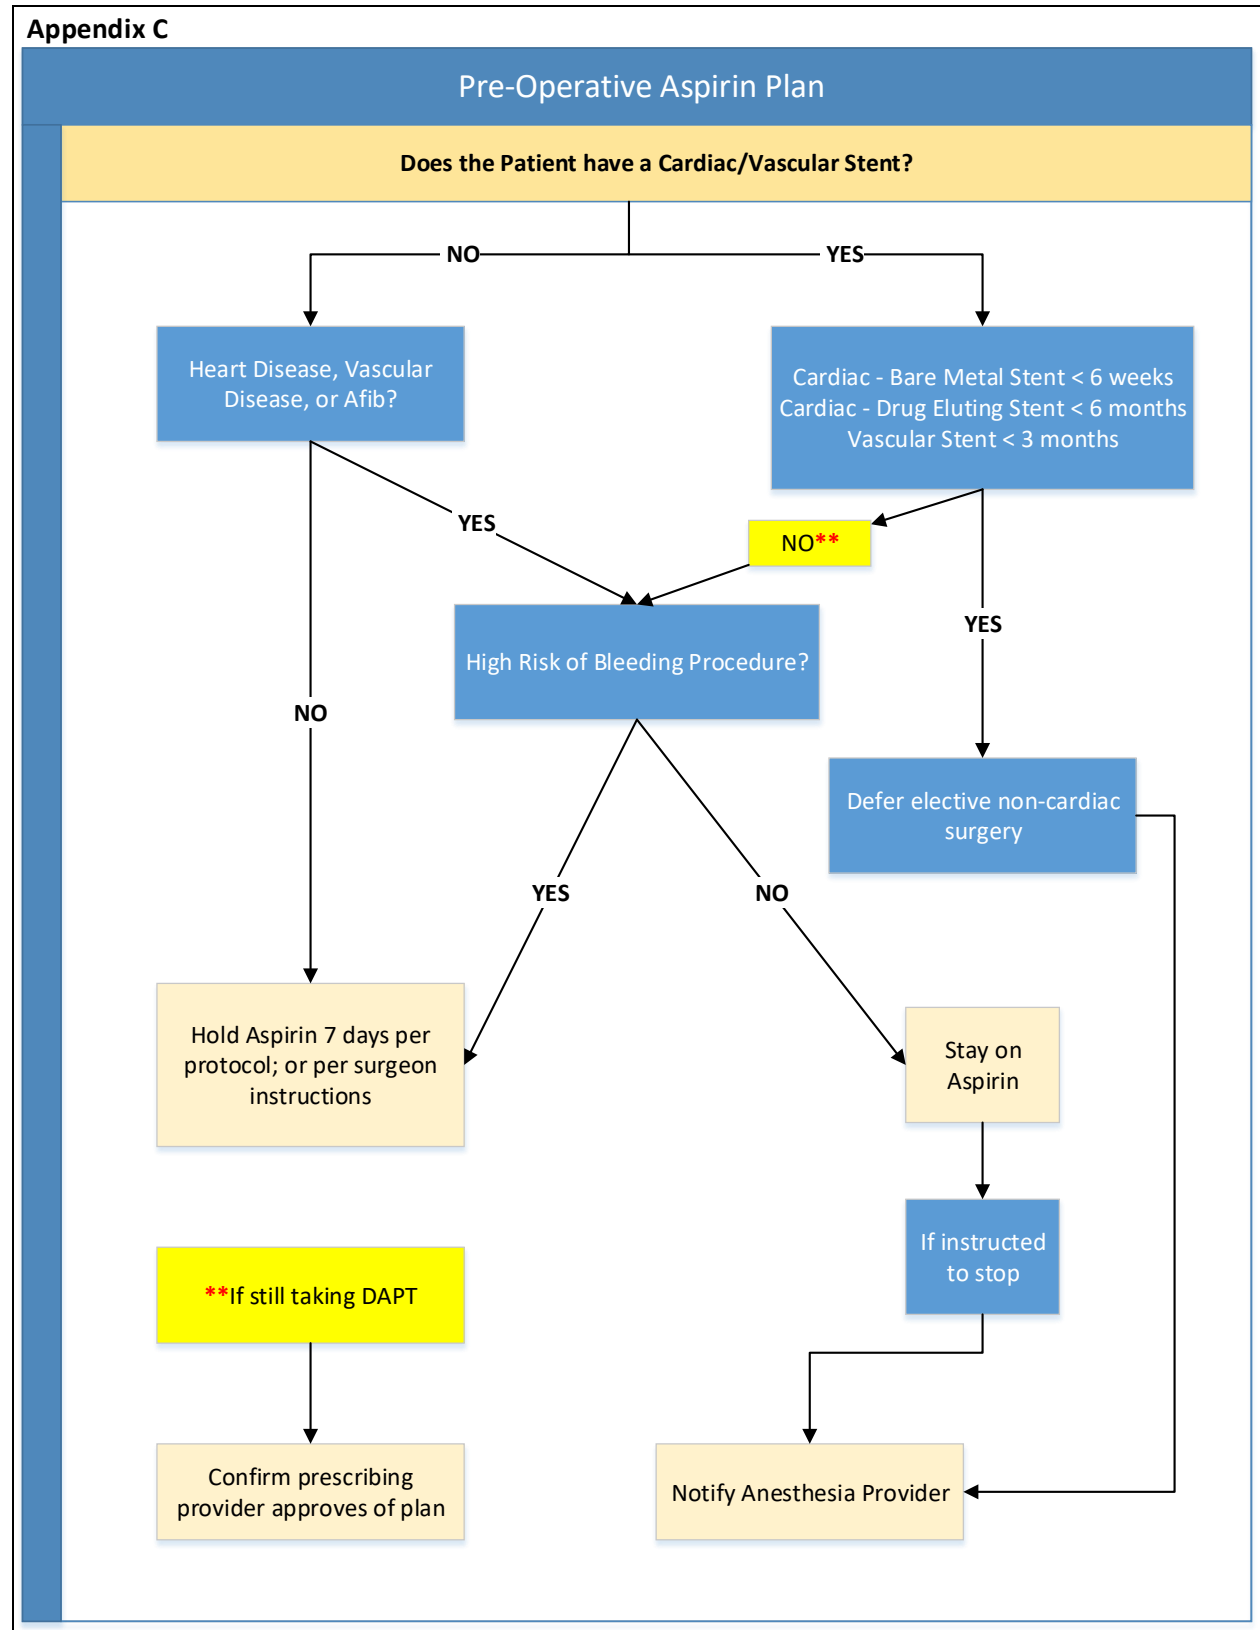 Appendix C
Pre-Operative Aspirin Plan
Does the Patient have a Cardiac/Vascular Stent?
NO
YES
Heart Disease, Vascular
Disease, or Afib?
Cardiac - Bare Metal Stent < 6 weeks
Cardiac - Drug Eluting Stent < 6 months
Vascular Stent < 3 months
YES
NO**
High Risk of Bleeding Procedure?
YES
NO
Defer elective non-cardiac
surgery
YES
NO
Hold Aspirin 7 days per
protocol; or per surgeon
instructions
Stay on
Aspirin
If instructed
to stop
**If still taking DAPT
Confirm prescribing
provider approves of plan
Notify Anesthesia Provider